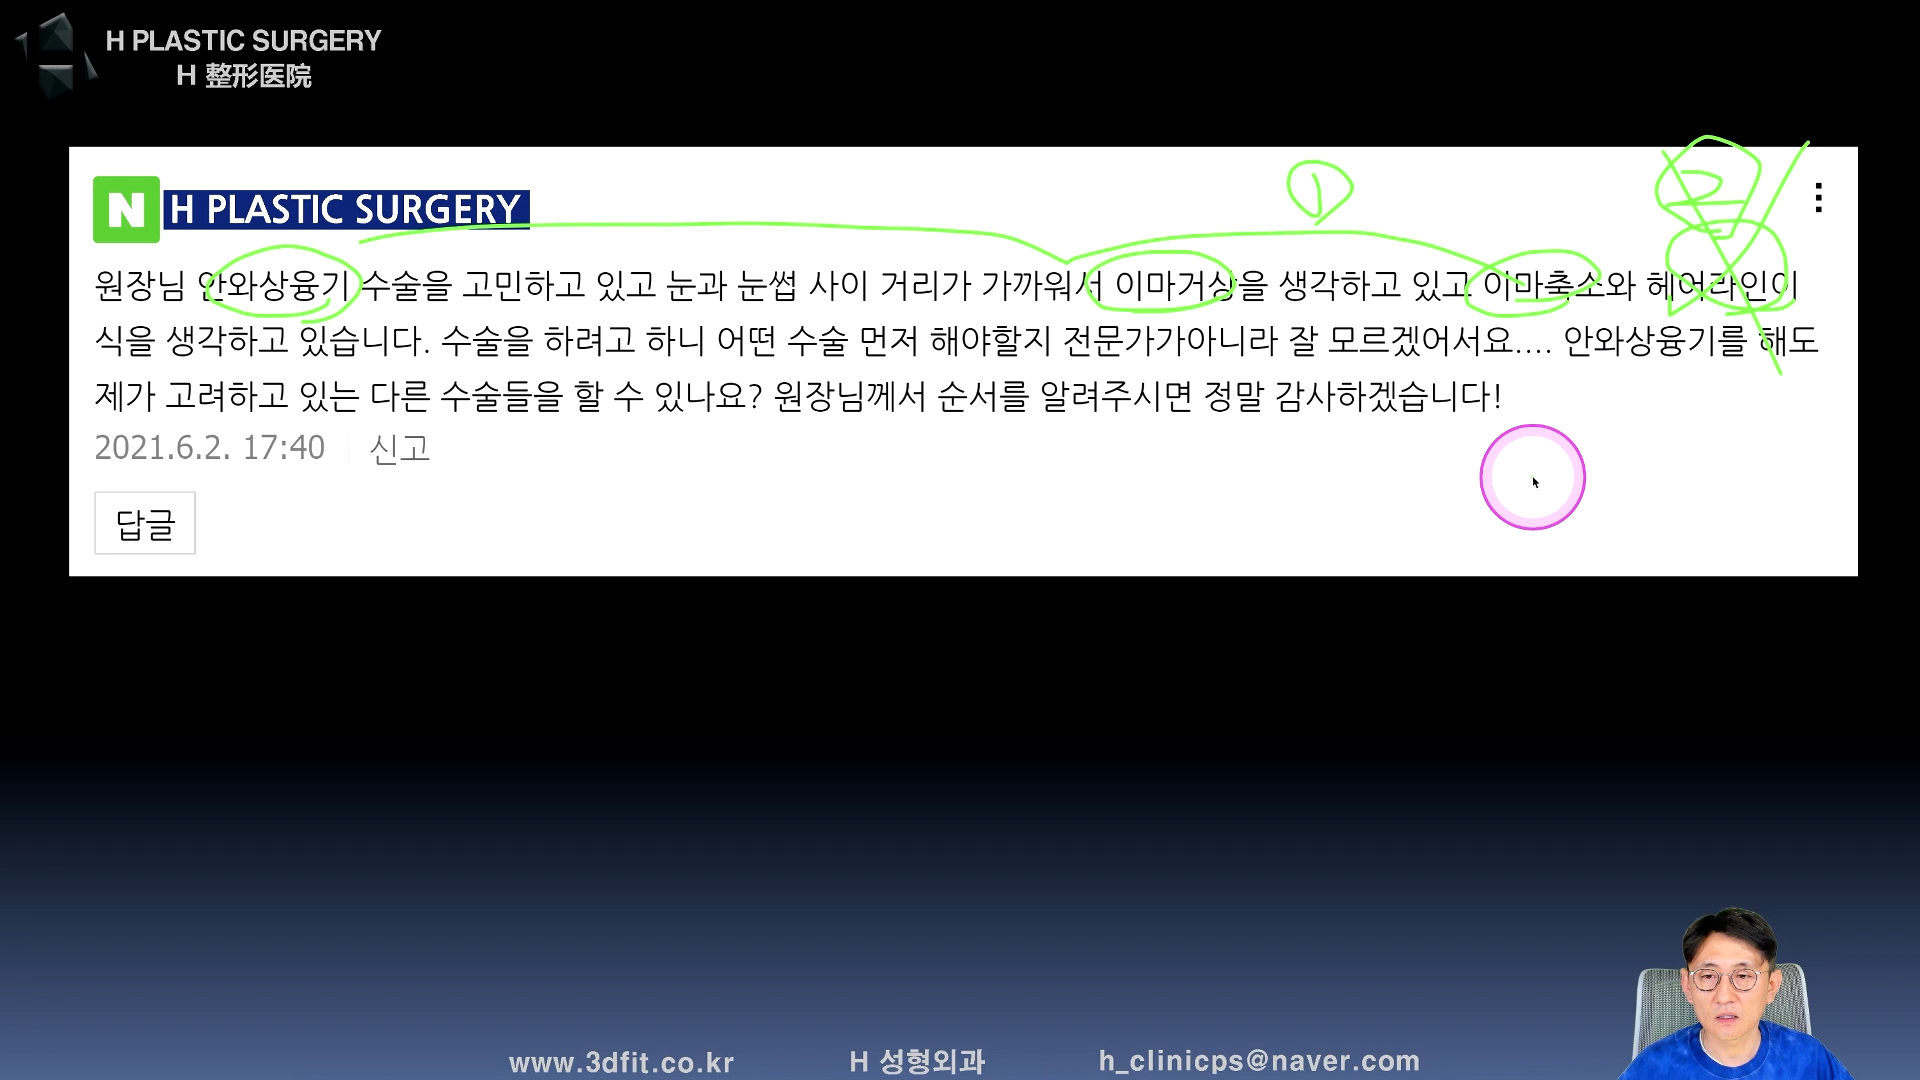 H PLASTIC SURGERY
H 整形医院
N H PLASTIC SURGERY
①
②
원장님 안와상융기 수술을 고민하고 있고 눈과 눈썹 사이 거리가 가까워서 이마거상을 생각하고 있고 이마축소와 헤어라인이
식을 생각하고 있습니다. 수술을 하려고 하니 어떤 수술 먼저 해야할지 전문가가아니라 잘 모르겠어서요.... 안와상융기를 해도
제가 고려하고 있는 다른 수술들을 할 수 있나요? 원장님께서 순서를 알려주시면 정말 감사하겠습니다!
2021.6.2. 17:40 신고
답글
www.3dfit.co.kr H 성형외과 h_clinicps@naver.com